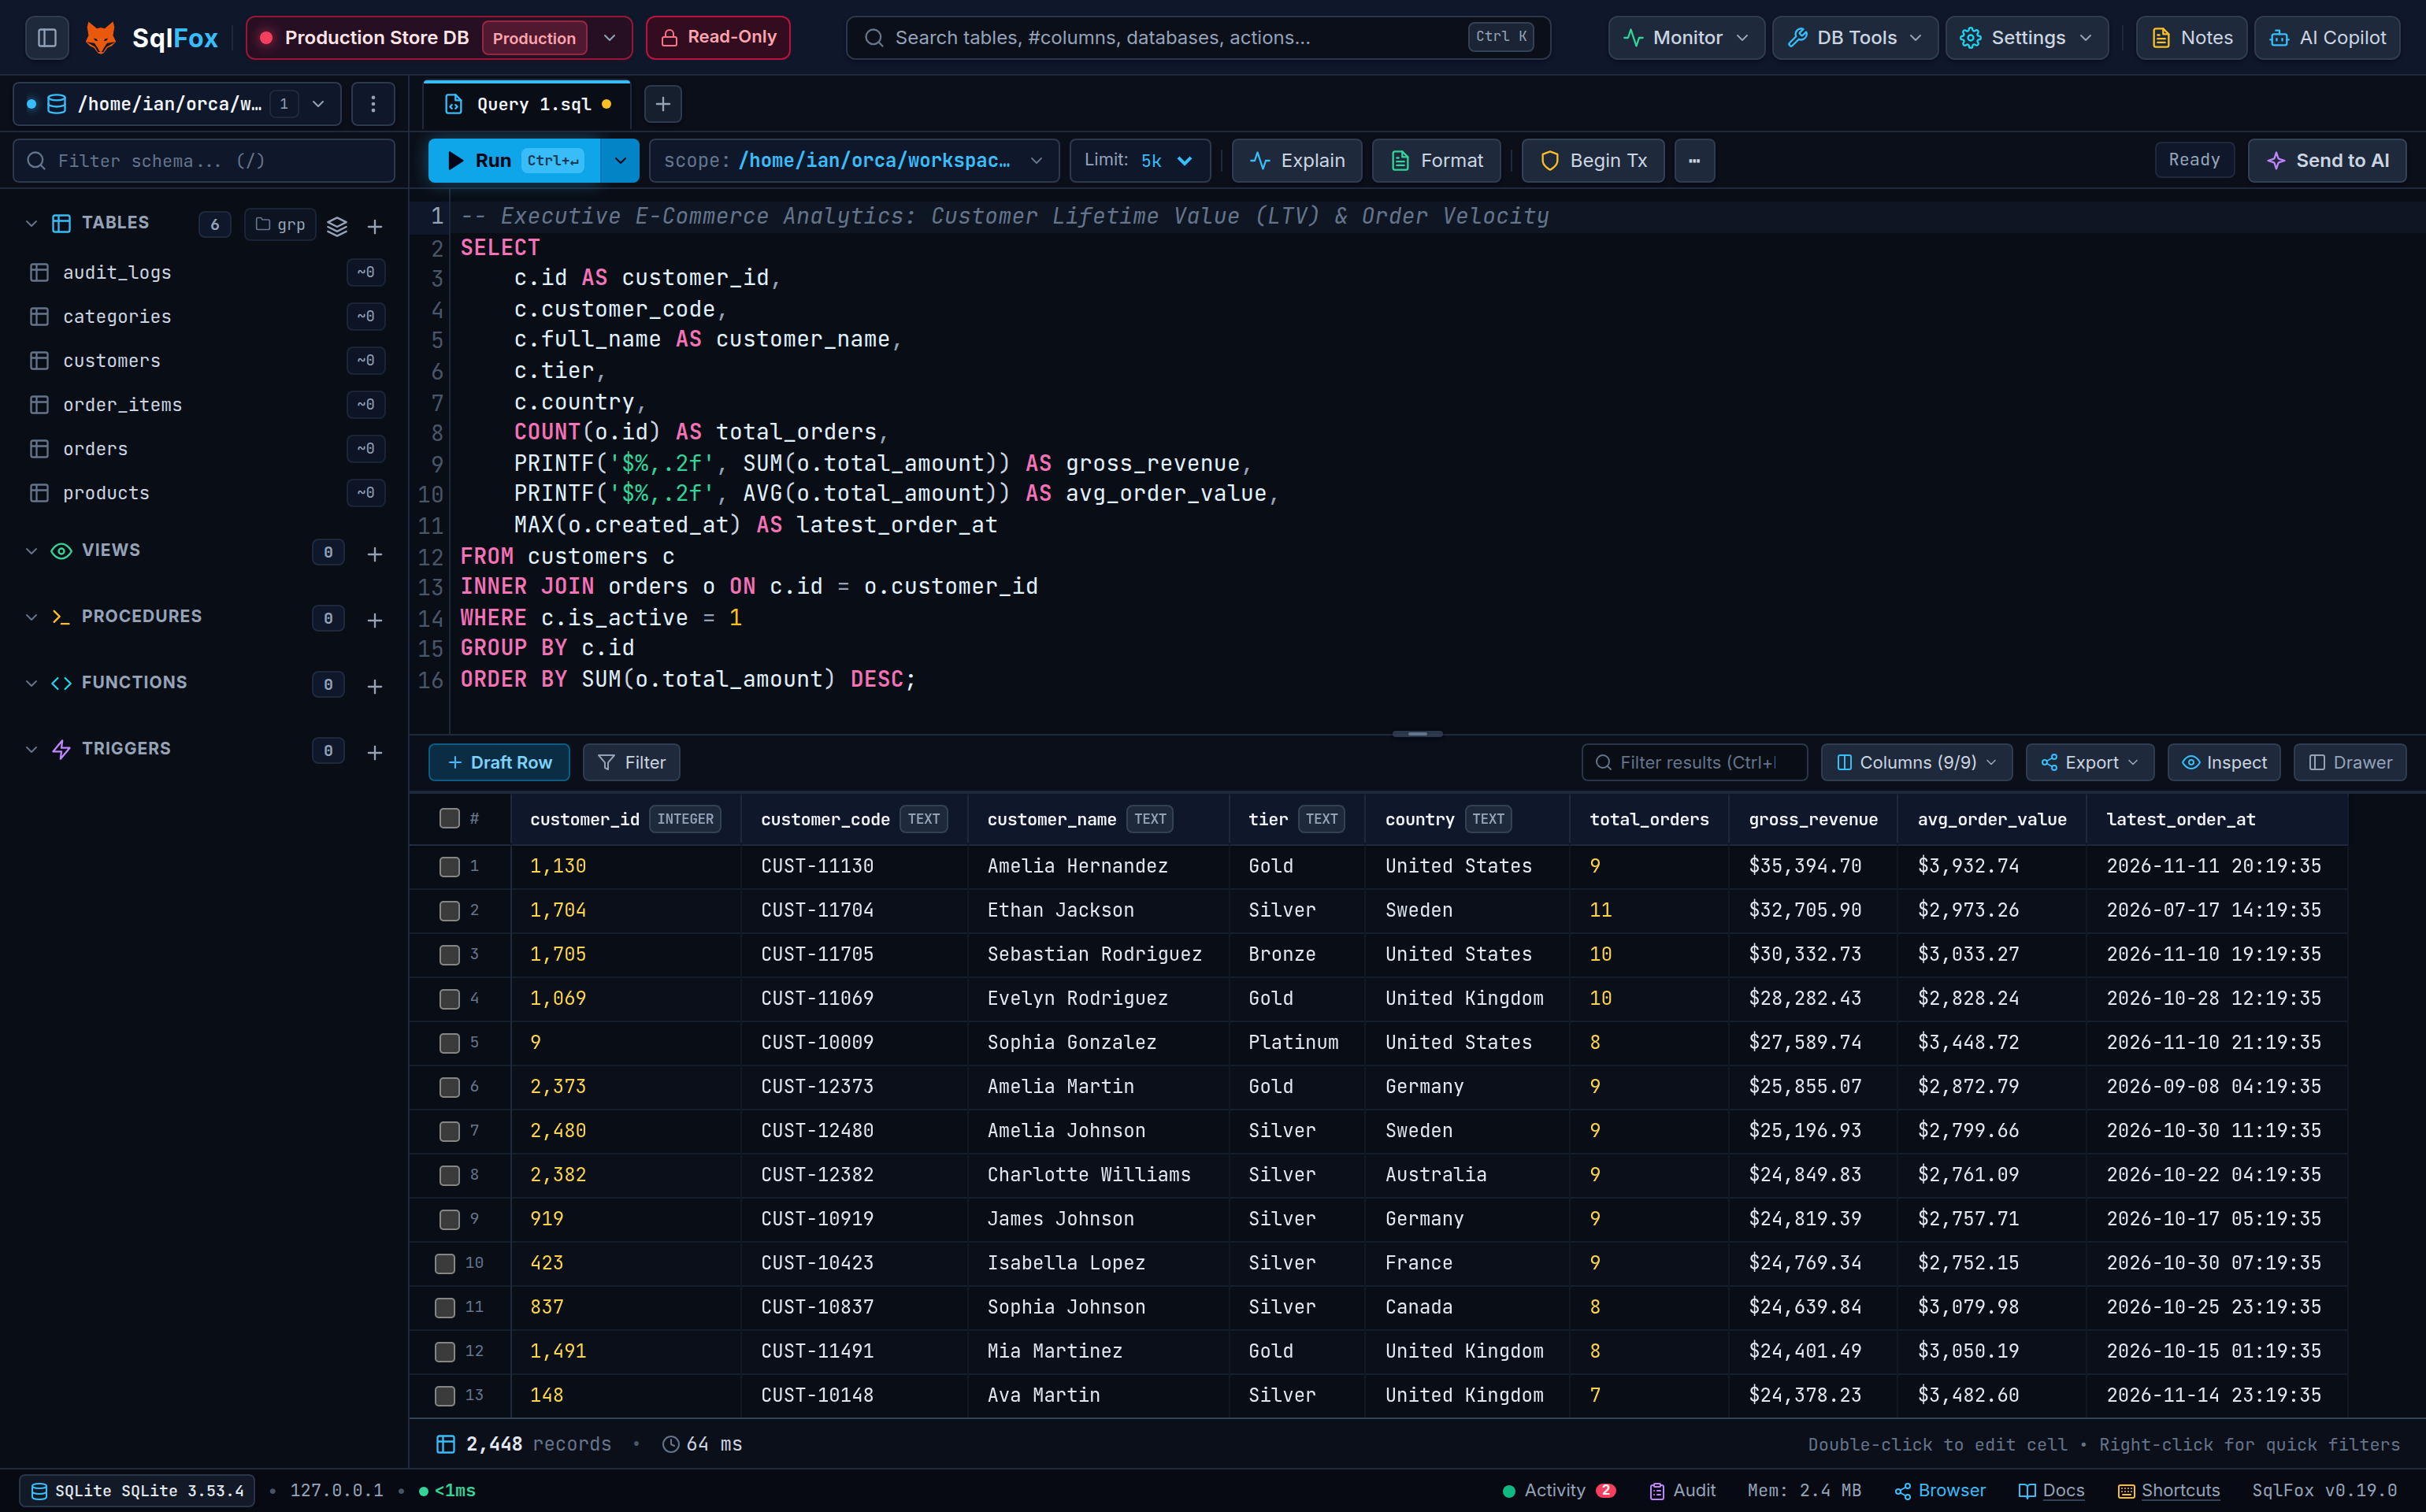 SqlFox Production Store DB Production Read-Only Search tables, #columns, databases, actions... Ctrl K Monitor DB Tools Settings Notes AI Copilot
/home/ian/orca/w… 1 Query 1.sql
Filter schema... (/) Run Ctrl+↵ scope: /home/ian/orca/workspac… Limit: 5k Explain Format Begin Tx ⋯ Ready Send to AI
TABLES 6 grp
audit_logs ~0
categories ~0
customers ~0
order_items ~0
orders ~0
products ~0
VIEWS 0
PROCEDURES 0
FUNCTIONS 0
TRIGGERS 0
1 -- Executive E-Commerce Analytics: Customer Lifetime Value (LTV) & Order Velocity
2 SELECT
3 c.id AS customer_id,
4 c.customer_code,
5 c.full_name AS customer_name,
6 c.tier,
7 c.country,
8 COUNT(o.id) AS total_orders,
9 PRINTF('$%,.2f', SUM(o.total_amount)) AS gross_revenue,
10 PRINTF('$%,.2f', AVG(o.total_amount)) AS avg_order_value,
11 MAX(o.created_at) AS latest_order_at
12 FROM customers c
13 INNER JOIN orders o ON c.id = o.customer_id
14 WHERE c.is_active = 1
15 GROUP BY c.id
16 ORDER BY SUM(o.total_amount) DESC;
Draft Row Filter Filter results (Ctrl+ Columns (9/9) Export Inspect Drawer
# customer_id INTEGER customer_code TEXT customer_name TEXT tier TEXT country TEXT total_orders gross_revenue avg_order_value latest_order_at
1 1,130 CUST-11130 Amelia Hernandez Gold United States 9 $35,394.70 $3,932.74 2026-11-11 20:19:35
2 1,704 CUST-11704 Ethan Jackson Silver Sweden 11 $32,705.90 $2,973.26 2026-07-17 14:19:35
3 1,705 CUST-11705 Sebastian Rodriguez Bronze United States 10 $30,332.73 $3,033.27 2026-11-10 19:19:35
4 1,069 CUST-11069 Evelyn Rodriguez Gold United Kingdom 10 $28,282.43 $2,828.24 2026-10-28 12:19:35
5 9 CUST-10009 Sophia Gonzalez Platinum United States 8 $27,589.74 $3,448.72 2026-11-10 21:19:35
6 2,373 CUST-12373 Amelia Martin Gold Germany 9 $25,855.07 $2,872.79 2026-09-08 04:19:35
7 2,480 CUST-12480 Amelia Johnson Silver Sweden 9 $25,196.93 $2,799.66 2026-10-30 11:19:35
8 2,382 CUST-12382 Charlotte Williams Silver Australia 9 $24,849.83 $2,761.09 2026-10-22 04:19:35
9 919 CUST-10919 James Johnson Silver Germany 9 $24,819.39 $2,757.71 2026-10-17 05:19:35
10 423 CUST-10423 Isabella Lopez Silver France 9 $24,769.34 $2,752.15 2026-10-30 07:19:35
11 837 CUST-10837 Sophia Johnson Silver Canada 8 $24,639.84 $3,079.98 2026-10-25 23:19:35
12 1,491 CUST-11491 Mia Martinez Gold United Kingdom 8 $24,401.49 $3,050.19 2026-10-15 01:19:35
13 148 CUST-10148 Ava Martin Silver United Kingdom 7 $24,378.23 $3,482.60 2026-11-14 23:19:35
2,448 records • 64 ms Double-click to edit cell • Right-click for quick filters
SQLite SQLite 3.53.4 • 127.0.0.1 • <1ms Activity 2 Audit Mem: 2.4 MB Browser Docs Shortcuts SqlFox v0.19.0